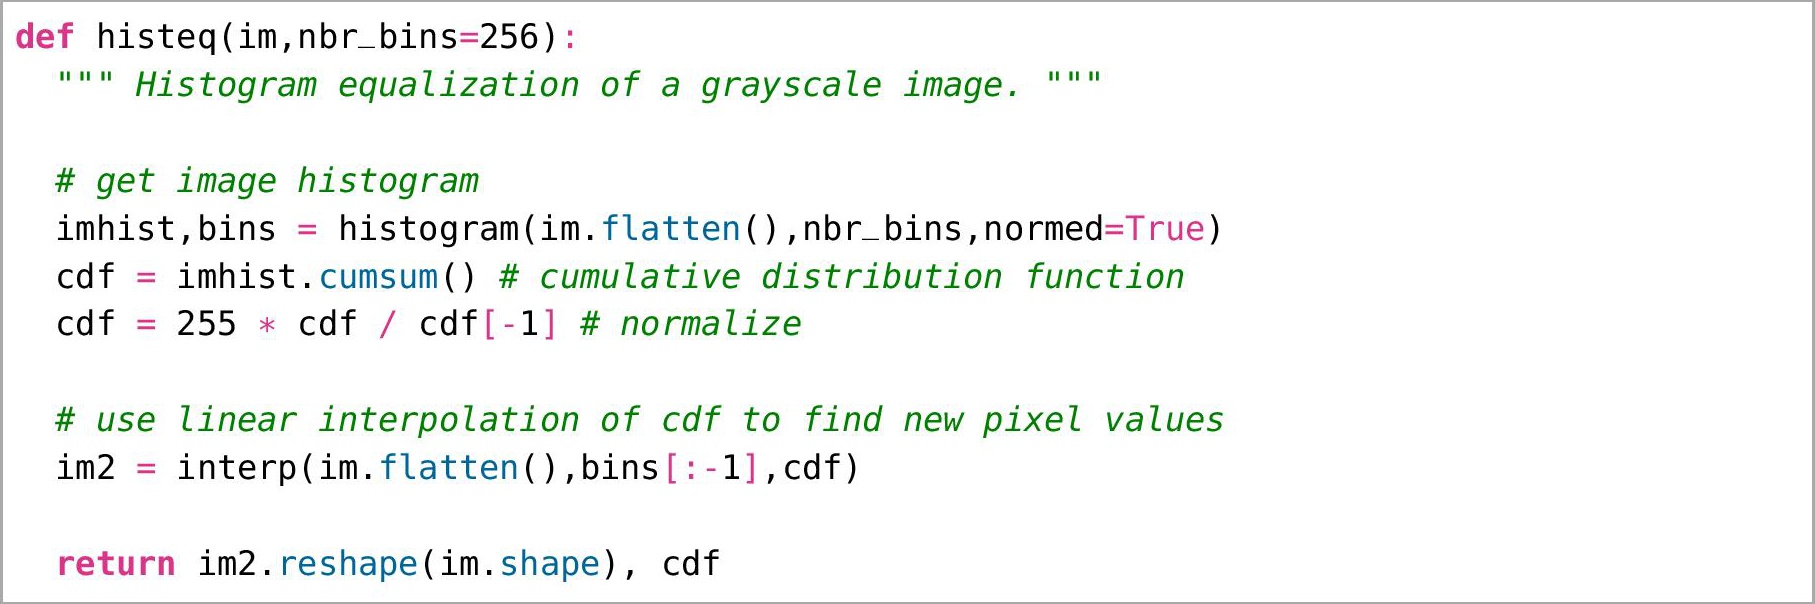 def histeq(im,nbr_bins=256):
  """ Histogram equalization of a grayscale image. """

  # get image histogram
  imhist,bins = histogram(im.flatten(),nbr_bins,normed=True)
  cdf = imhist.cumsum() # cumulative distribution function
  cdf = 255 * cdf / cdf[-1] # normalize

  # use linear interpolation of cdf to find new pixel values
  im2 = interp(im.flatten(),bins[:-1],cdf)

  return im2.reshape(im.shape), cdf